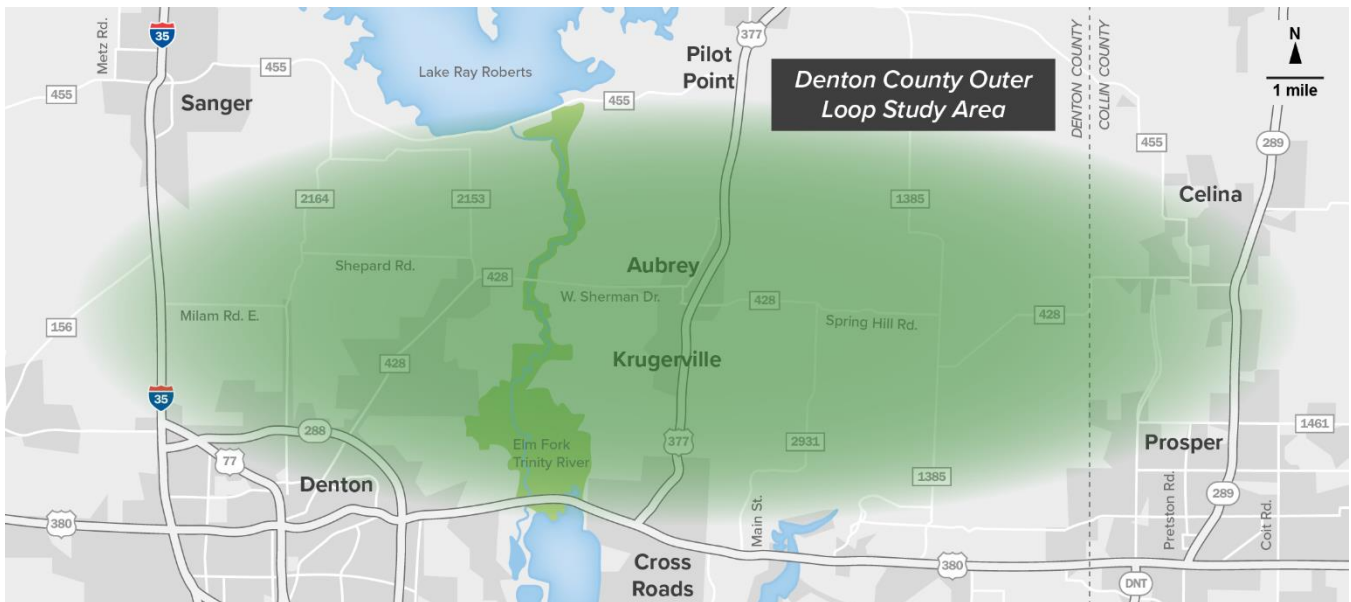 Metz Rd.
35
455
455
Sanger
Lake Ray Roberts
455
Pilot
Point
377
Denton County Outer
Loop Study Area
DENTON COUNTY
COLLIN COUNTY
N
1 mile
455
289
Celina
2164
2153
1385
Shepard Rd.
428
Aubrey
W. Sherman Dr.
428
Spring Hill Rd.
428
156
Milam Rd. E.
428
Krugerville
35
288
77
Denton
Elm Fork
Trinity River
377
2931
1385
Prosper
1461
380
Main St.
Cross
Roads
380
Pretston Rd.
289
Coit Rd.
DNT